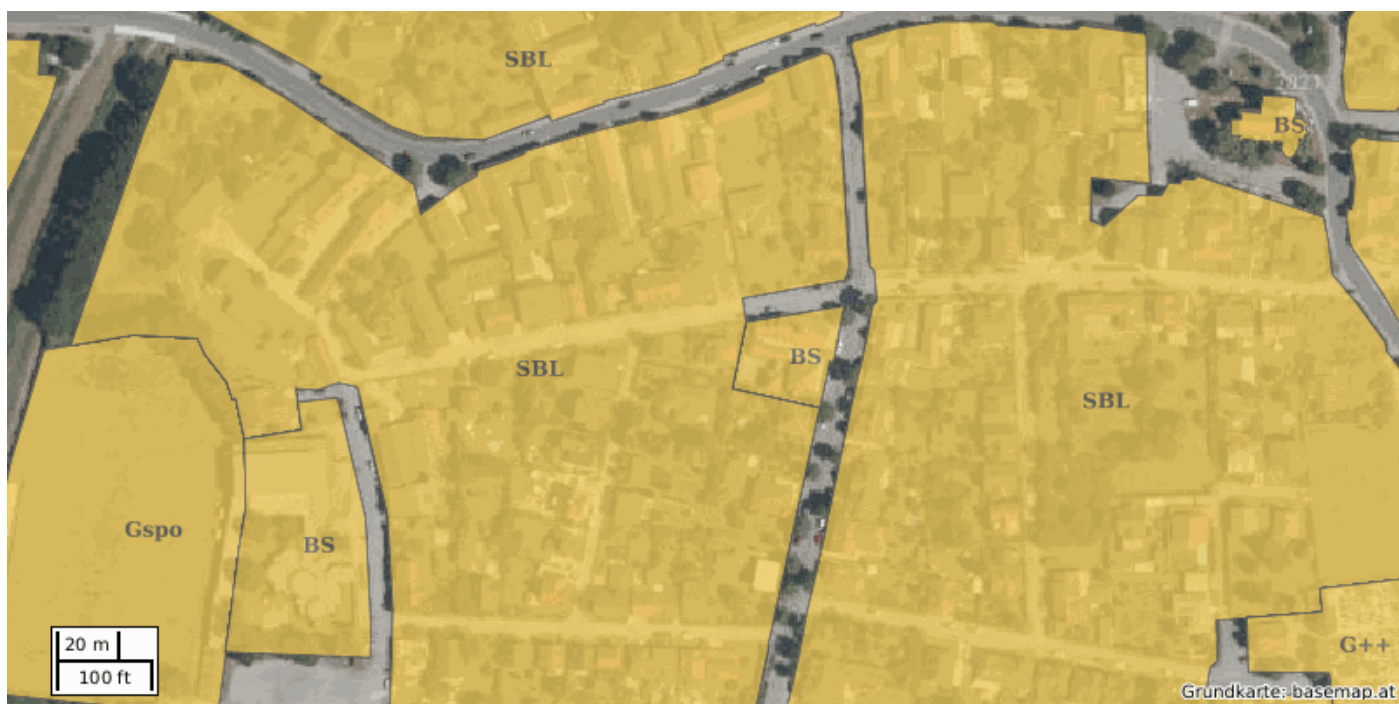 SBL
BS
SBL
BS
SBL
Gspo
BS
G++
20 m
100 ft
Grundkarte: basemap.at